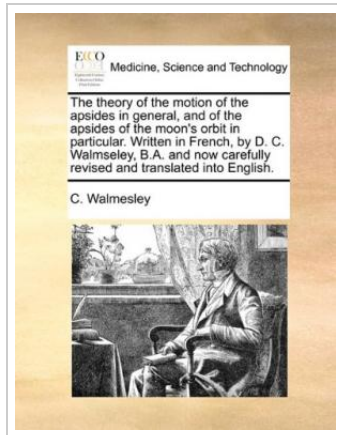 ECCO
Medicine, Science and Technology
The theory of the motion of the
apsides in general, and of the
apsides of the moon's orbit in
particular. Written in French, by D. C.
Walmseley, B.A. and now carefully
revised and translated into English.
C. Walmesley